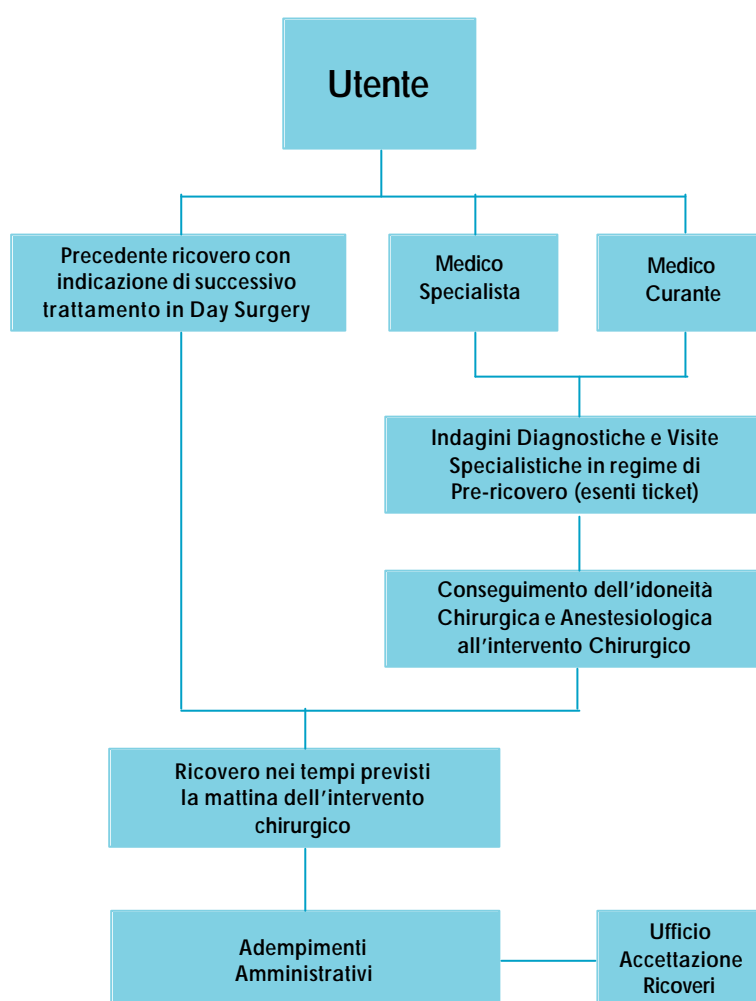 Utente
Precedente ricovero con
indicazione di successivo
trattamento in Day Surgery
Medico
Specialista
Medico
Curante
Indagini Diagnostiche e Visite
Specialistiche in regime di
Pre-ricovero (esenti ticket)
Conseguimento dell'idoneità
Chirurgica e Anestesiologica
all'intervento Chirurgico
Ricovero nei tempi previsti
la mattina dell'intervento
chirurgico
Adempimenti
Amministrativi
Ufficio
Accettazione
Ricoveri